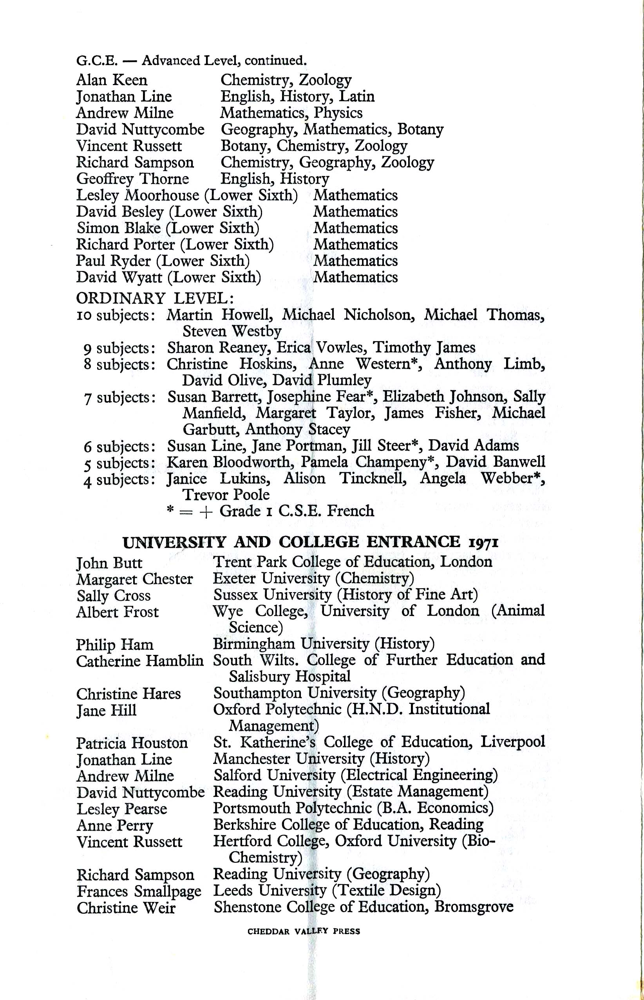 G.C.E. — Advanced Level, continued.
Alan Keen Chemistry, Zoology
Jonathan Line English, History, Latin
Andrew Milne Mathematics, Physics
David Nuttycombe Geography, Mathematics, Botany
Vincent Russett Botany, Chemistry, Zoology
Richard Sampson Chemistry, Geography, Zoology
Geoffrey Thorne English, History
Lesley Moorhouse (Lower Sixth) Mathematics
David Besley (Lower Sixth) Mathematics
Simon Blake (Lower Sixth) Mathematics
Richard Porter (Lower Sixth) Mathematics
Paul Ryder (Lower Sixth) Mathematics
David Wyatt (Lower Sixth) Mathematics
ORDINARY LEVEL:
10 subjects: Martin Howell, Michael Nicholson, Michael Thomas,
Steven Westby
9 subjects: Sharon Reaney, Erica Vowles, Timothy James
8 subjects: Christine Hoskins, Anne Western*, Anthony Limb,
David Olive, David Plumley
7 subjects: Susan Barrett, Josephine Fear*, Elizabeth Johnson, Sally
Manfield, Margaret Taylor, James Fisher, Michael
Garbutt, Anthony Stacey
6 subjects: Susan Line, Jane Portman, Jill Steer*, David Adams
5 subjects: Karen Bloodworth, Pamela Champeny*, David Banwell
4 subjects: Janice Lukins, Alison Tincknell, Angela Webber*,
Trevor Poole
* = + Grade 1 C.S.E. French
UNIVERSITY AND COLLEGE ENTRANCE 1971
John Butt Trent Park College of Education, London
Margaret Chester Exeter University (Chemistry)
Sally Cross Sussex University (History of Fine Art)
Albert Frost Wye College, University of London (Animal
Science)
Philip Ham Birmingham University (History)
Catherine Hamblin South Wilts. College of Further Education and
Salisbury Hospital
Christine Hares Southampton University (Geography)
Jane Hill Oxford Polytechnic (H.N.D. Institutional
Management)
Patricia Houston St. Katherine's College of Education, Liverpool
Jonathan Line Manchester University (History)
Andrew Milne Salford University (Electrical Engineering)
David Nuttycombe Reading University (Estate Management)
Lesley Pearse Portsmouth Polytechnic (B.A. Economics)
Anne Perry Berkshire College of Education, Reading
Vincent Russett Hertford College, Oxford University (Bio-
Chemistry)
Richard Sampson Reading University (Geography)
Frances Smallpage Leeds University (Textile Design)
Christine Weir Shenstone College of Education, Bromsgrove
CHEDDAR VALLEY PRESS